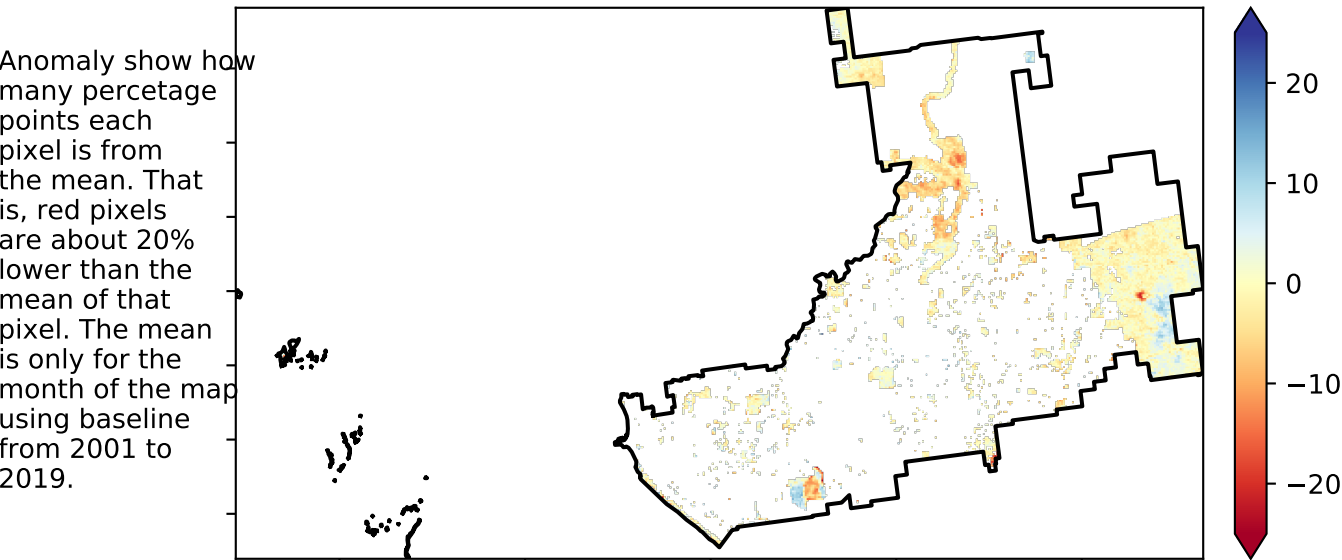 Anomaly show how
many percetage
points each
pixel is from
the mean. That
is, red pixels
are about 20%
lower than the
mean of that
pixel. The mean
is only for the
month of the map
using baseline
from 2001 to
2019.
20
10
0
−10
−20